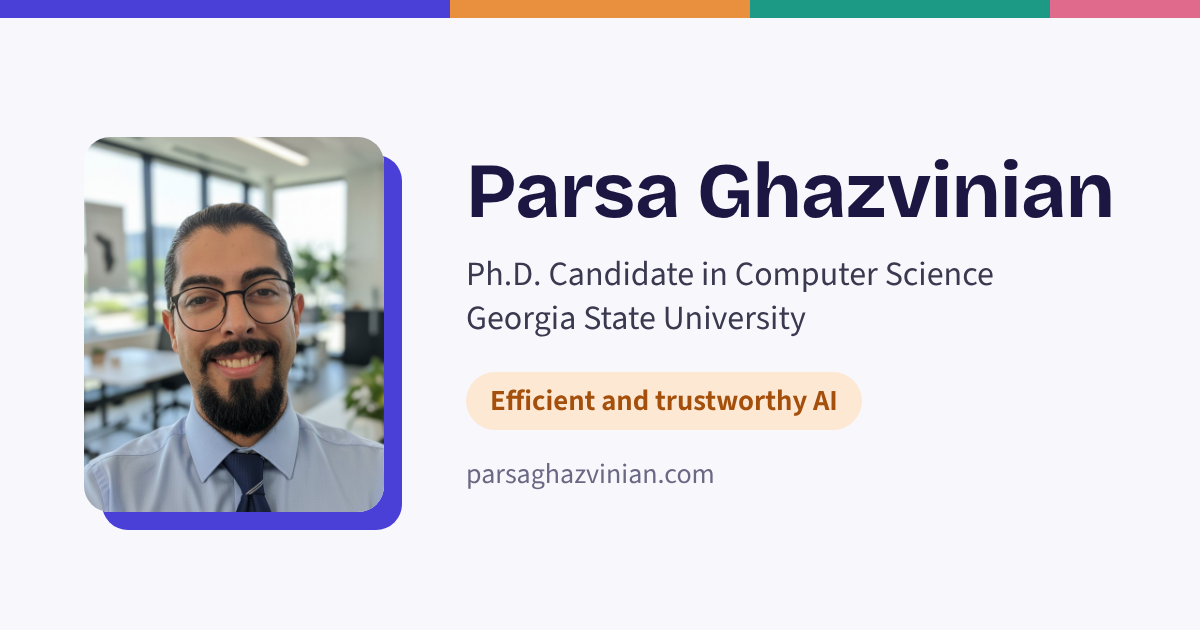 Parsa Ghazvinian
Ph.D. Candidate in Computer Science
Georgia State University
Efficient and trustworthy AI
parsaghazvinian.com